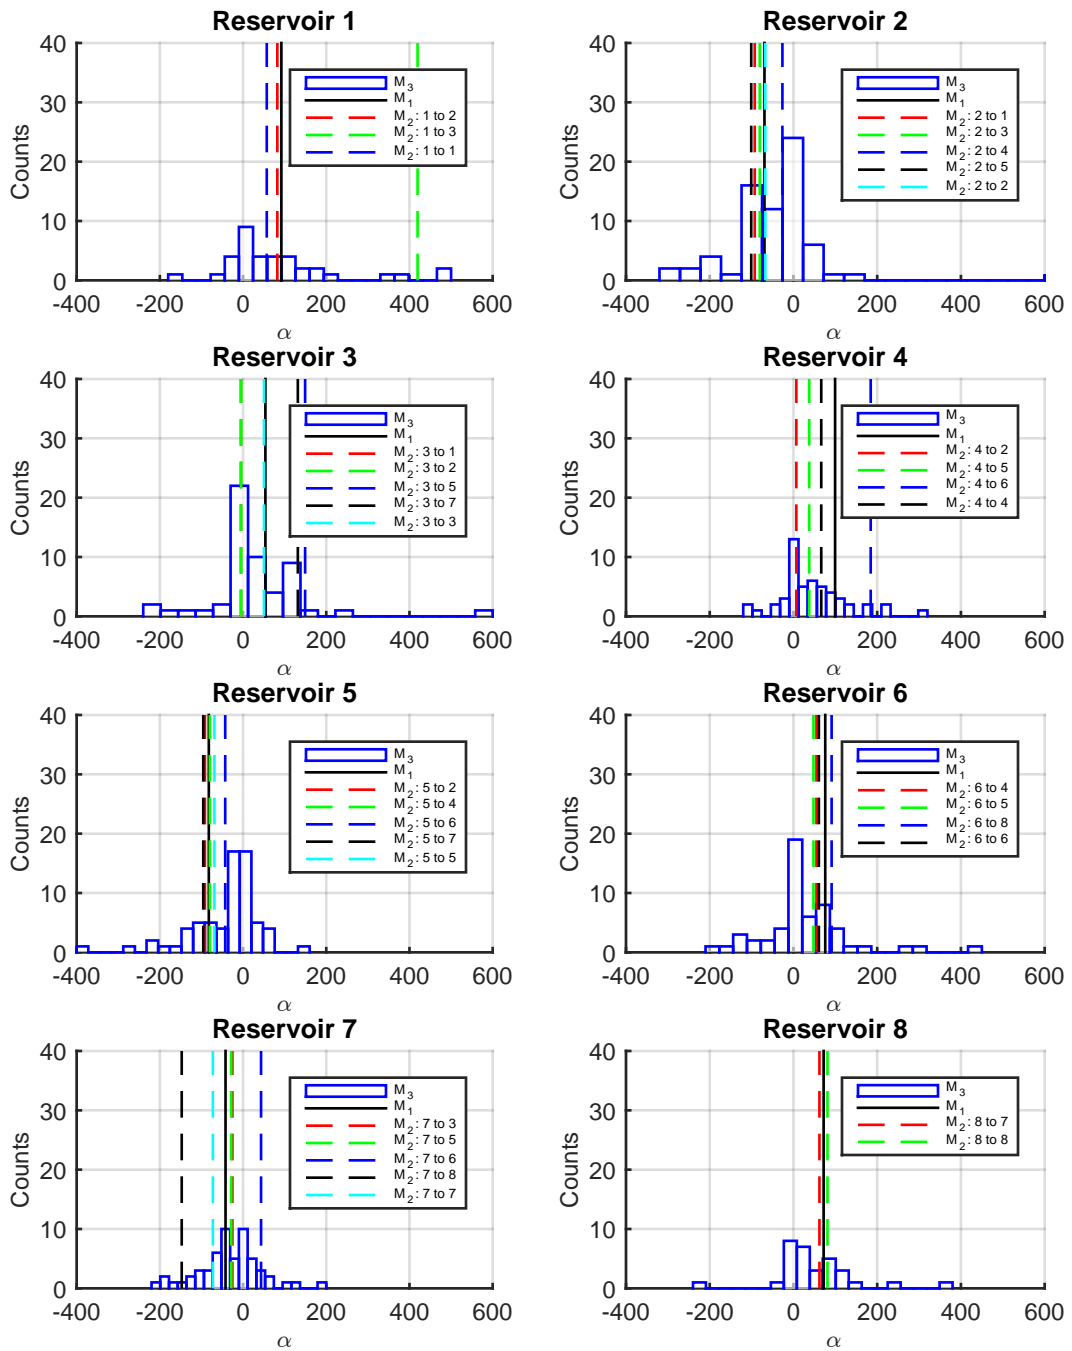 Reservoir 1
Counts
40
30
20
10
0
-400 -200 0 200 400 600
α
M3
M1
M2: 1 to 2
M2: 1 to 3
M2: 1 to 1
Reservoir 2
Counts
40
30
20
10
0
-400 -200 0 200 400 600
α
M3
M1
M2: 2 to 1
M2: 2 to 3
M2: 2 to 4
M2: 2 to 5
M2: 2 to 2
Reservoir 3
Counts
40
30
20
10
0
-400 -200 0 200 400 600
α
M3
M1
M2: 3 to 1
M2: 3 to 2
M2: 3 to 5
M2: 3 to 7
M2: 3 to 3
Reservoir 4
Counts
40
30
20
10
0
-400 -200 0 200 400 600
α
M3
M1
M2: 4 to 2
M2: 4 to 5
M2: 4 to 6
M2: 4 to 4
Reservoir 5
Counts
40
30
20
10
0
-400 -200 0 200 400 600
α
M3
M1
M2: 5 to 2
M2: 5 to 4
M2: 5 to 6
M2: 5 to 7
M2: 5 to 5
Reservoir 6
Counts
40
30
20
10
0
-400 -200 0 200 400 600
α
M3
M1
M2: 6 to 4
M2: 6 to 5
M2: 6 to 8
M2: 6 to 6
Reservoir 7
Counts
40
30
20
10
0
-400 -200 0 200 400 600
α
M3
M1
M2: 7 to 3
M2: 7 to 5
M2: 7 to 6
M2: 7 to 8
M2: 7 to 7
Reservoir 8
Counts
40
30
20
10
0
-400 -200 0 200 400 600
α
M3
M1
M2: 8 to 7
M2: 8 to 8